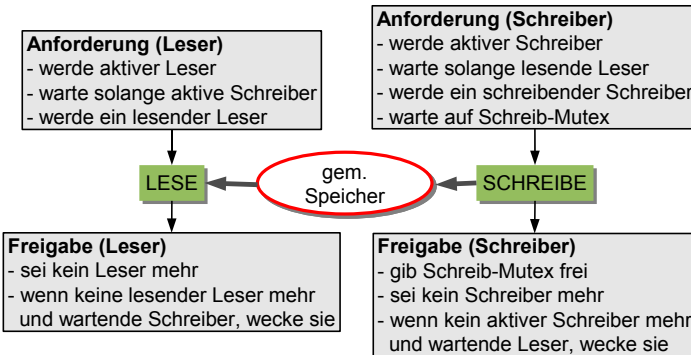 Anforderung (Leser)
- werde aktiver Leser
- warte solange aktive Schreiber
- werde ein lesender Leser
Anforderung (Schreiber)
- werde aktiver Schreiber
- warte solange lesende Leser
- werde ein schreibender Schreiber
- warte auf Schreib-Mutex
LESE
gem.
Speicher
SCHREIBE
Freigabe (Leser)
- sei kein Leser mehr
- wenn keine lesender Leser mehr
und wartende Schreiber, wecke sie
Freigabe (Schreiber)
- gib Schreib-Mutex frei
- sei kein Schreiber mehr
- wenn kein aktiver Schreiber mehr
und wartende Leser, wecke sie